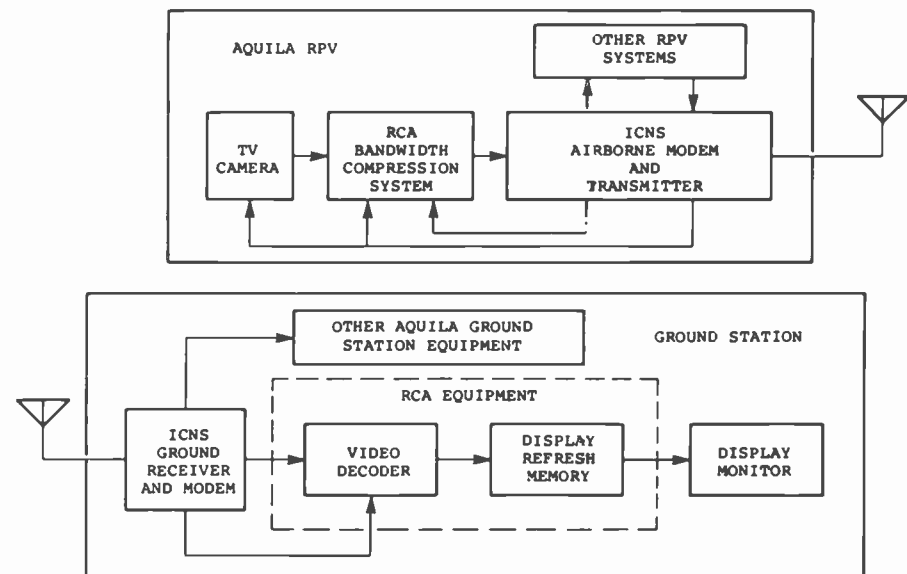 AQUILA RPV
OTHER RPV
SYSTEMS
TV
CAMERA
RCA
BANDWIDTH
COMPRESSION
SYSTEM
ICNS
AIRBORNE MODEM
AND
TRANSMITTER
OTHER AQUILA GROUND
STATION EQUIPMENT
GROUND STATION
RCA EQUIPMENT
ICNS
GROUND
RECEIVER
AND MODEM
VIDEO
DECODER
DISPLAY
REFRESH
MEMORY
DISPLAY
MONITOR